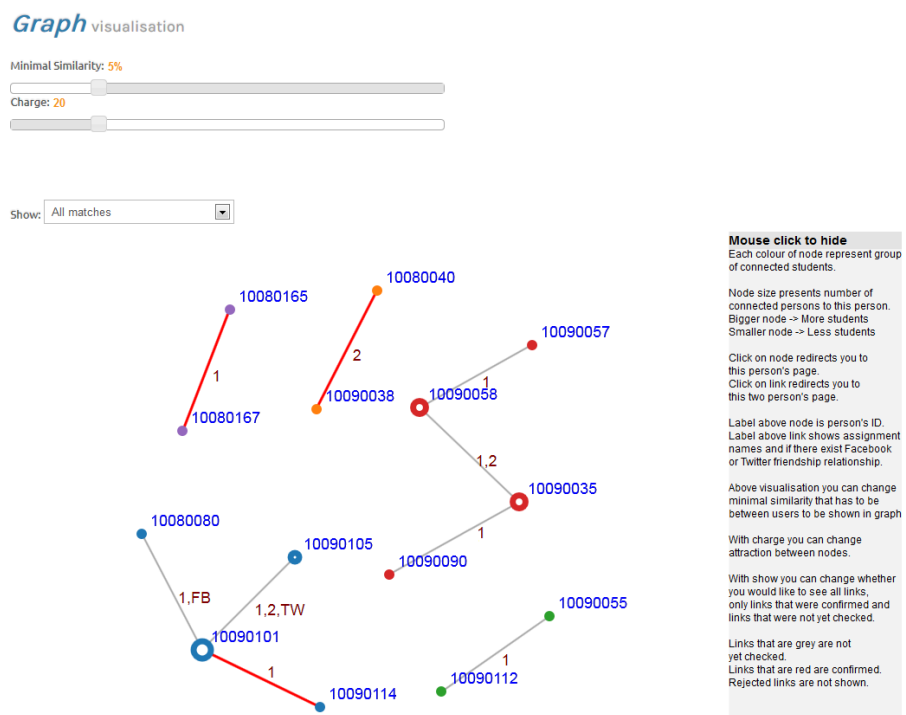 Graph visualisation
Minimal Similarity: 5%
Charge: 20
Show: All matches
10080165
1
10080167
10080040
2
10090038
10090057
1
10090058
1,2
10090035
1
10090090
10080080
1,FB
10090105
1,2,TW
10090101
1
10090114
10090055
1
10090112
Mouse click to hide
Each colour of node represent group
of connected students.
Node size presents number of
connected persons to this person.
Bigger node -> More students
Smaller node -> Less students
Click on node redirects you to
this person's page.
Click on link redirects you to
this two person's page.
Label above node is person's ID.
Label above link shows assignment
names and if there exist Facebook
or Twitter friendship relationship.
Above visualisation you can change
minimal similarity that has to be
between users to be shown in graph
With charge you can change
attraction between nodes.
With show you can change whether
you would like to see all links,
only links that were confirmed and
links that were not yet checked.
Links that are grey are not
yet checked.
Links that are red are confirmed.
Rejected links are not shown.